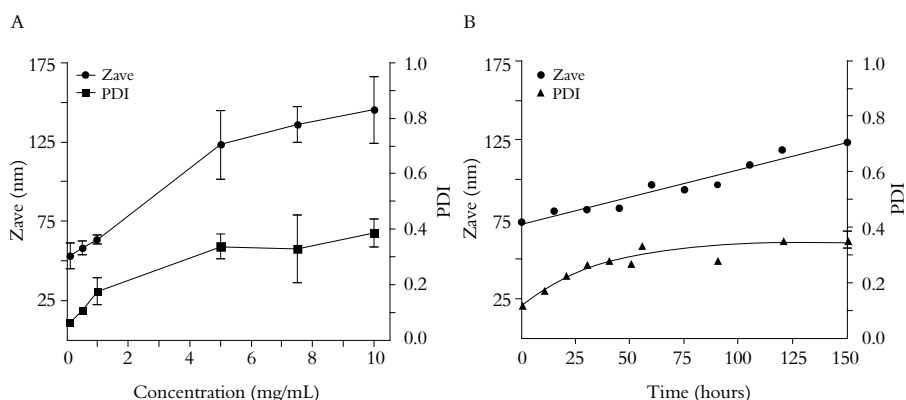 A
Zave
PDI
175
125
75
25
Zave (nm)
1.0
0.8
0.6
0.4
0.2
0.0
PDI
0 2 4 6 8 10
Concentration (mg/mL)
B
Zave
PDI
175
125
75
25
Zave (nm)
1.0
0.8
0.6
0.4
0.2
0.0
PDI
0 25 50 75 100 125 150
Time (hours)